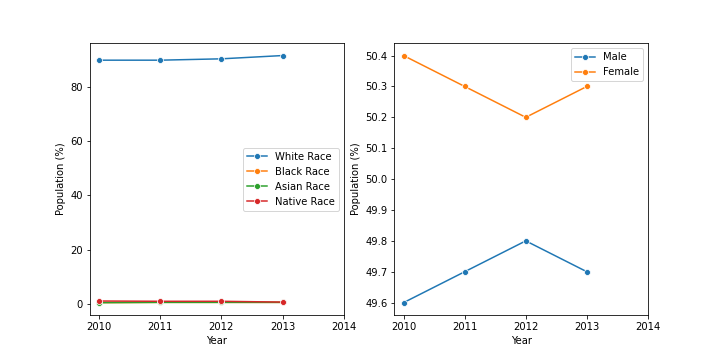 Population (%)
80
60
40
20
0
2010 2011 2012 2013 2014
Year
White Race
Black Race
Asian Race
Native Race
Population (%)
50.4
50.3
50.2
50.1
50.0
49.9
49.8
49.7
49.6
2010 2011 2012 2013 2014
Year
Male
Female